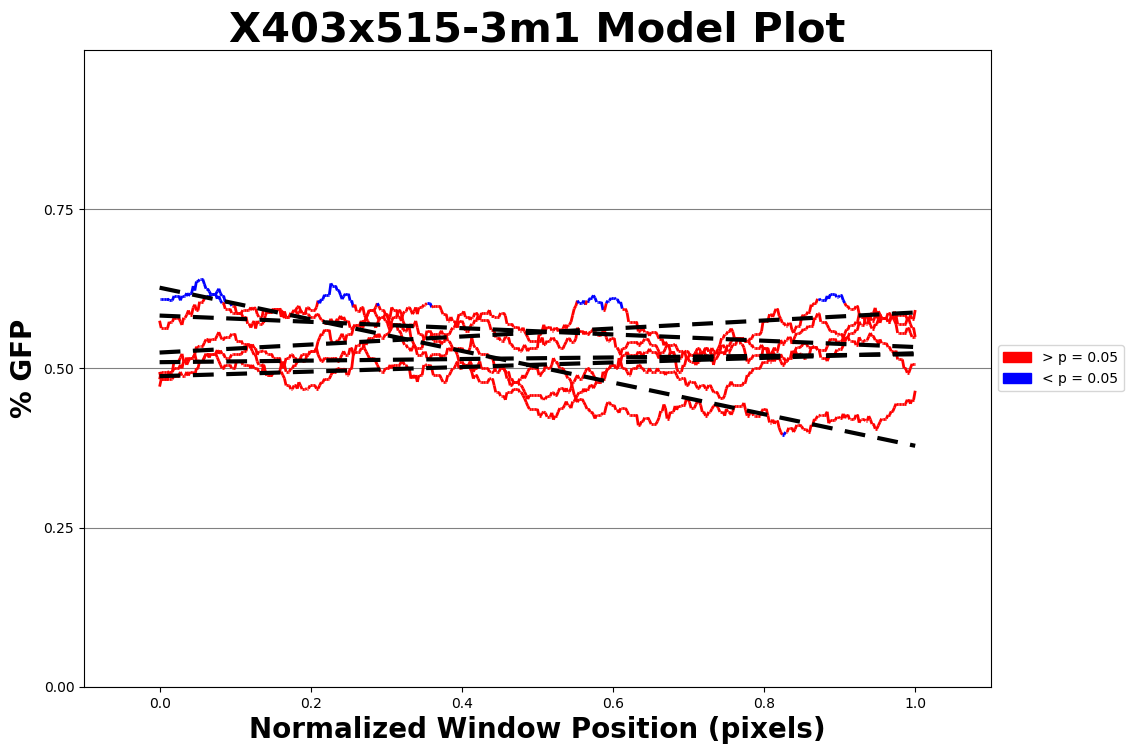 X403x515-3m1 Model Plot
% GFP
0.75
0.50
0.25
0.00
0.0 0.2 0.4 0.6 0.8 1.0
Normalized Window Position (pixels)
> p = 0.05
< p = 0.05